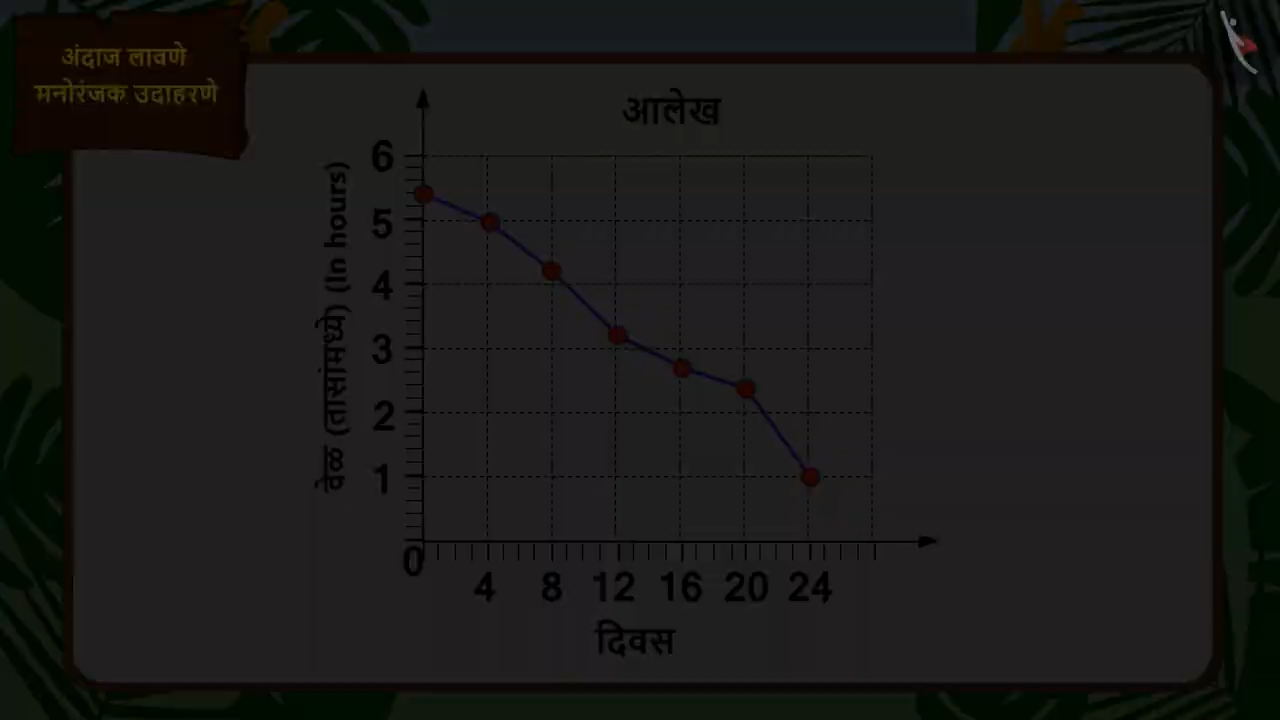 अंदाज लावणे
मनोरंजक उदाहरणे
आलेख
वेळ (तासांमध्ये) (In hours)
6
5
4
3
2
1
0
4 8 12 16 20 24
दिवस